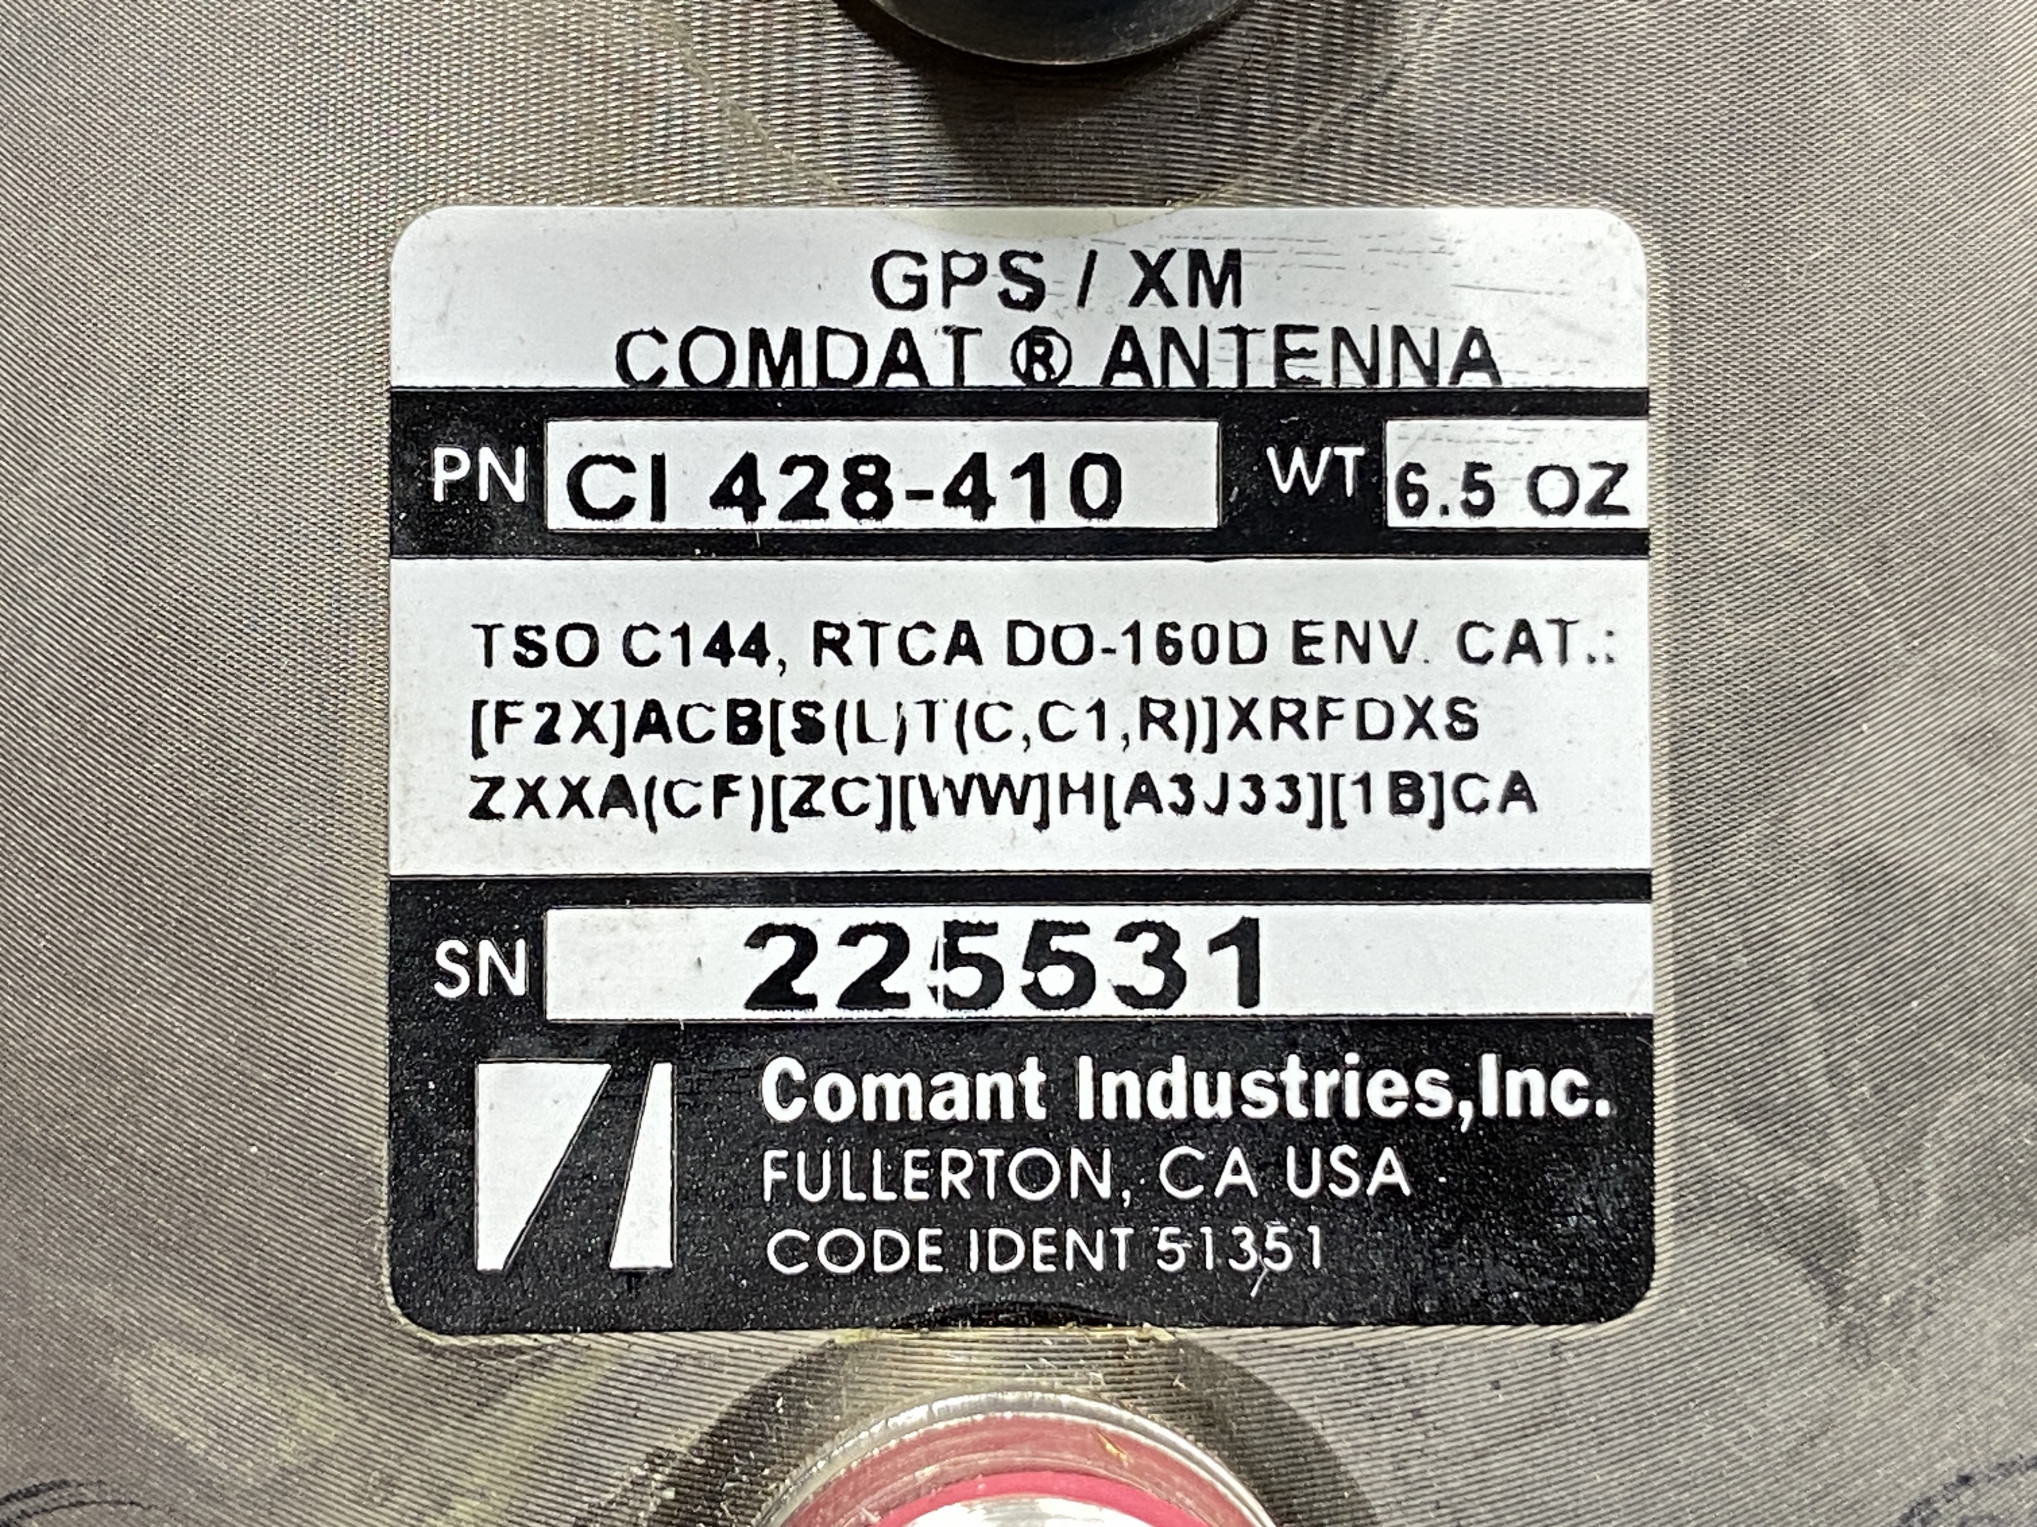 GPS / XM
COMDAT ® ANTENNA
PN CI 428-410 WT 6.5 OZ
TSO C144, RTCA DO-160D ENV. CAT.:
[F2X]ACB[S(L)T(C,C1,R)]XRFDXS
ZXXA(CF)[ZC][WW]H[A3J33][1B]CA
SN 225531
Comant Industries,Inc.
FULLERTON, CA USA
CODE IDENT 51351